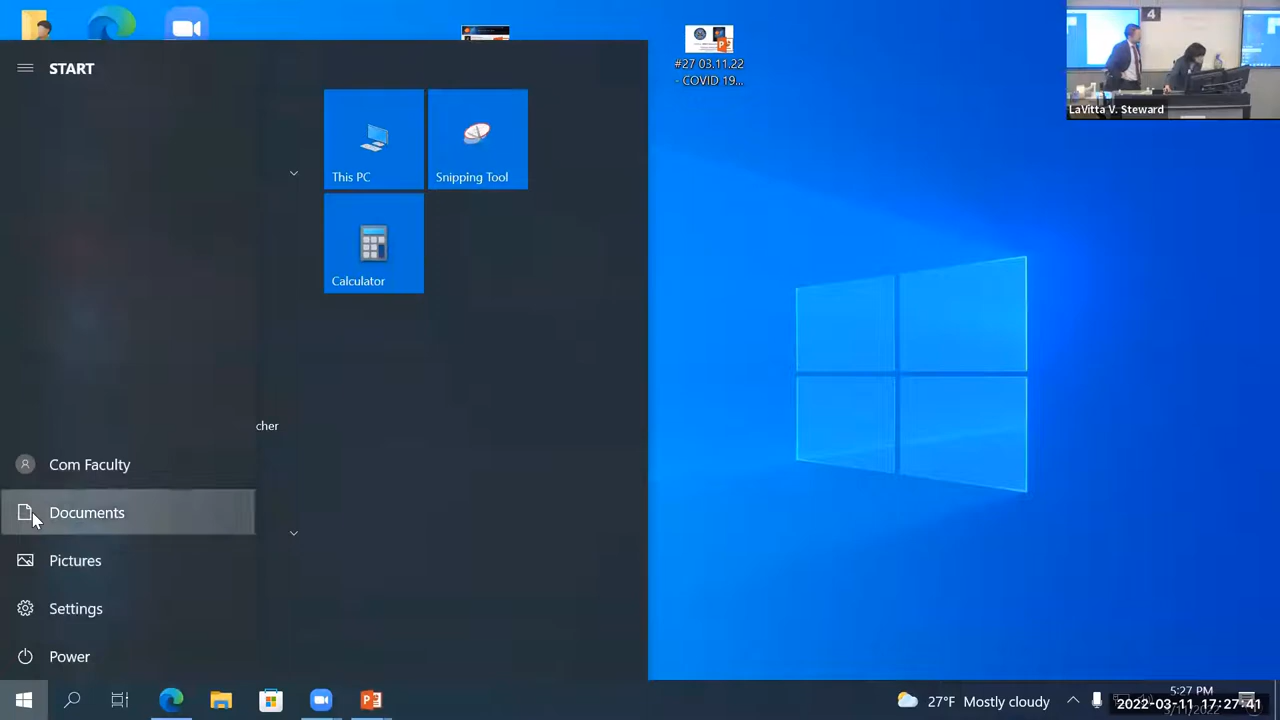 #27 03.11.22
- COVID 19...
4
LaVitta V. Steward
START
This PC
Snipping Tool
Calculator
cher
Com Faculty
Documents
Pictures
Settings
Power
27°F Mostly cloudy
5:27 PM
2022-03-11 17:27:41